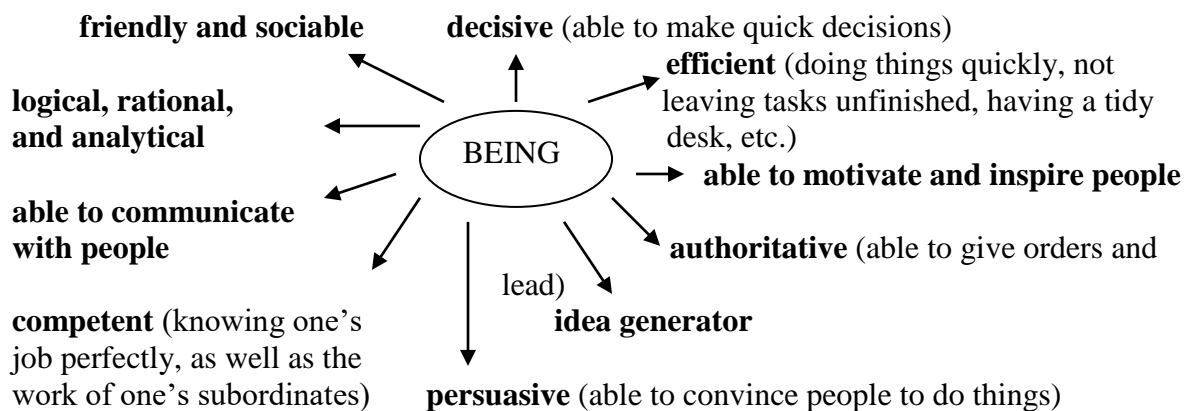 friendly and sociable
decisive (able to make quick decisions)
efficient (doing things quickly, not
leaving tasks unfinished, having a tidy
desk, etc.)
logical, rational,
and analytical
BEING
able to motivate and inspire people
able to communicate
with people
authoritative (able to give orders and
lead)
idea generator
competent (knowing one’s
job perfectly, as well as the
work of one’s subordinates)
persuasive (able to convince people to do things)